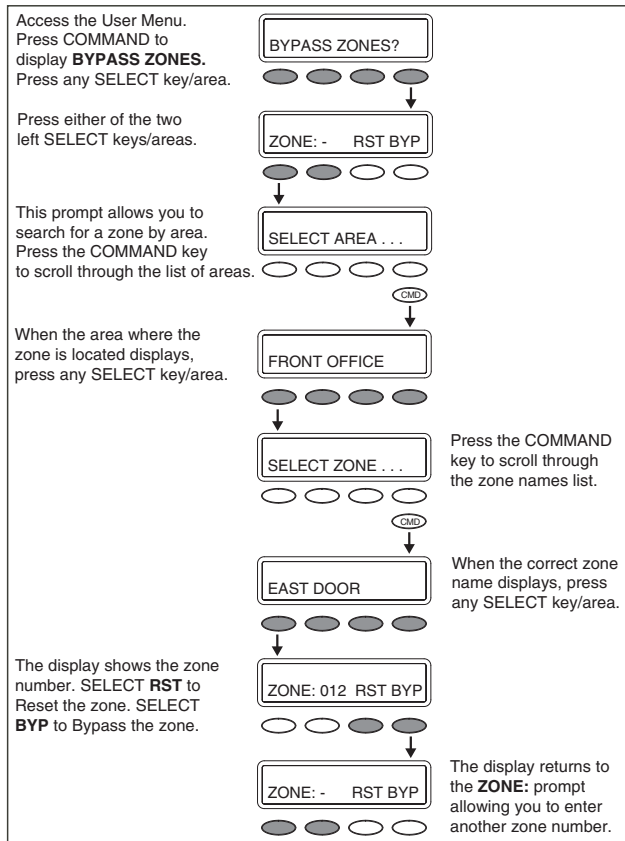 Access the User Menu.
Press COMMAND to
display BYPASS ZONES.
Press any SELECT key/area.
BYPASS ZONES?
Press either of the two
left SELECT keys/areas.
ZONE: - RST BYP
This prompt allows you to
search for a zone by area.
Press the COMMAND key
to scroll through the list of areas.
SELECT AREA . . .
CMD
When the area where the
zone is located displays,
press any SELECT key/area.
FRONT OFFICE
SELECT ZONE . . .
Press the COMMAND
key to scroll through
the zone names list.
CMD
EAST DOOR
When the correct zone
name displays, press
any SELECT key/area.
The display shows the zone
number. SELECT RST to
Reset the zone. SELECT
BYP to Bypass the zone.
ZONE: 012 RST BYP
ZONE: - RST BYP
The display returns to
the ZONE: prompt
allowing you to enter
another zone number.